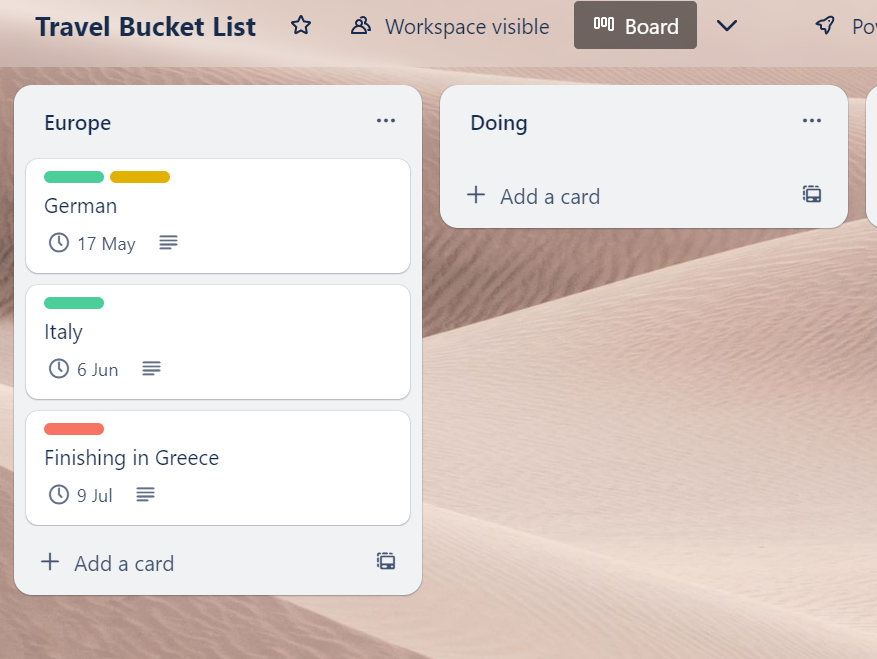 Travel Bucket List
Workspace visible
Board
Europe
German
17 May
Italy
6 Jun
Finishing in Greece
9 Jul
Add a card
Doing
Add a card